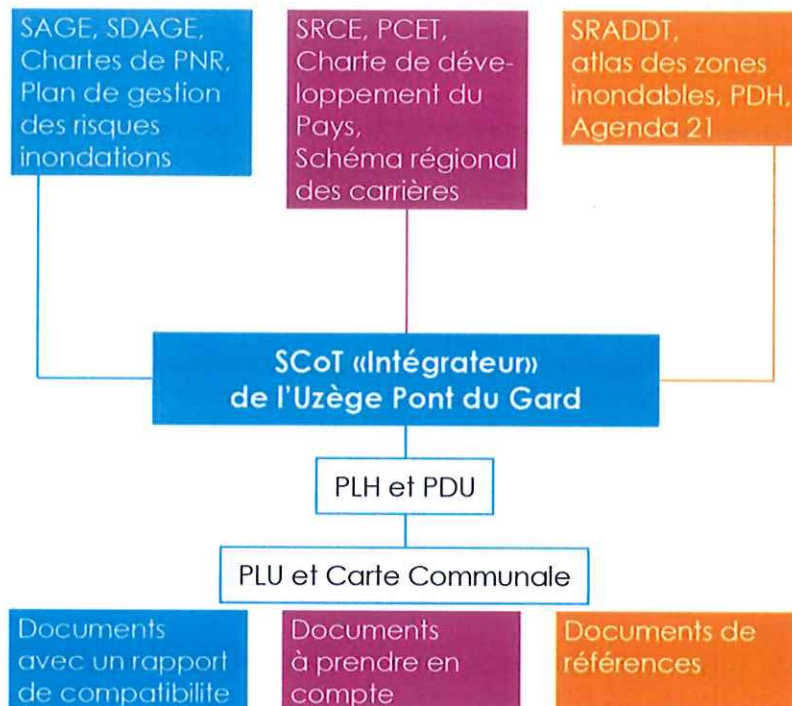 SAGE, SDAGE,
Chartes de PNR,
Plan de gestion
des risques
inondations
SRCE, PCET,
Charte de déve-
loppement du
Pays,
Schéma régional
des carrières
SRADDT,
atlas des zones
inondables, PDH,
Agenda 21
SCoT «Intégrateur»
de l'Uzège Pont du Gard
PLH et PDU
PLU et Carte Communale
Documents
avec un rapport
de compatibilite
Documents
à prendre en
compte
Documents de
références